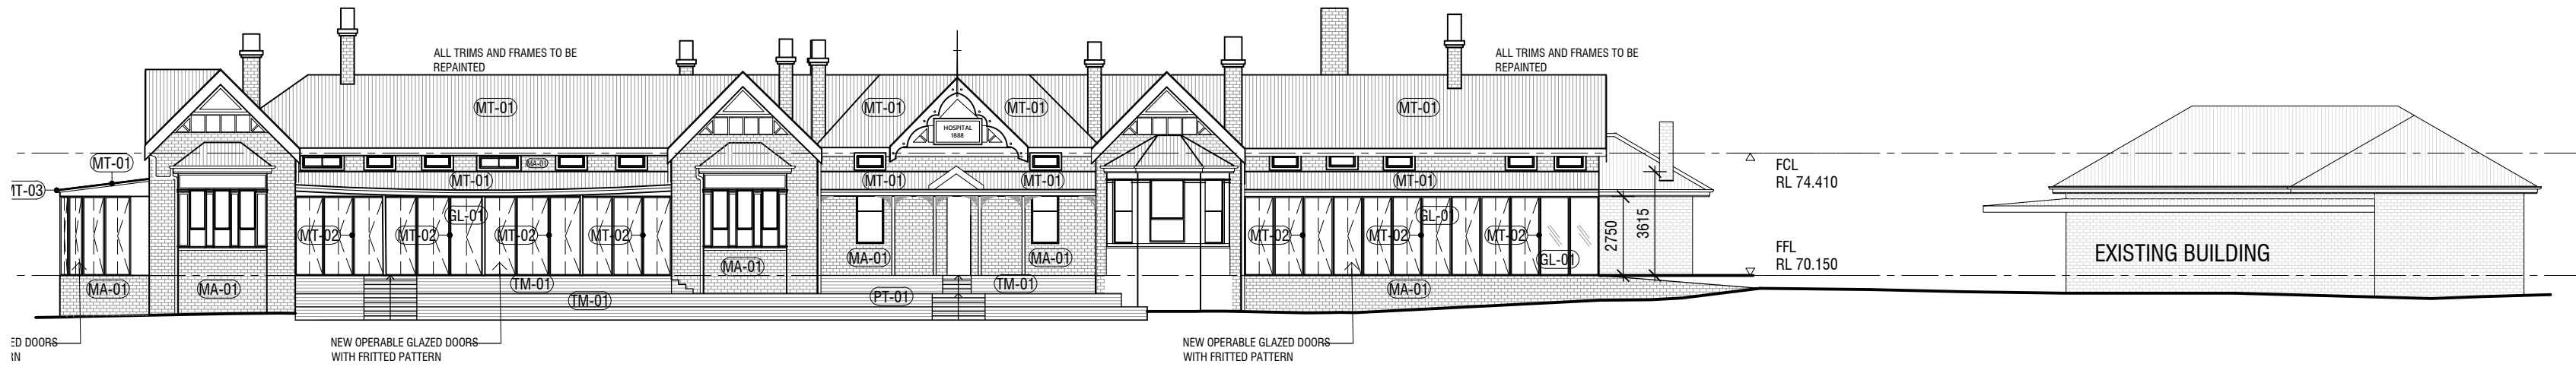 ALL TRIMS AND FRAMES TO BE
REPAINTED
ALL TRIMS AND FRAMES TO BE
REPAINTED
MT-01
MT-01
MT-01
MT-01
HOSPITAL
1888
MT-01
MA-01
MT-03
MT-01
MT-01
MT-01
MT-01
FCL
RL 74.410
GL-01
GL-01
MT-02
MT-02
MT-02
MT-02
MT-02
MT-02
MT-02
2750
3615
MA-01
MA-01
MA-01
GL-01
FFL
RL 70.150
EXISTING BUILDING
MA-01
MA-01
TM-01
TM-01
PT-01
TM-01
MA-01
ED DOORS
RN
NEW OPERABLE GLAZED DOORS
WITH FRITTED PATTERN
NEW OPERABLE GLAZED DOORS
WITH FRITTED PATTERN